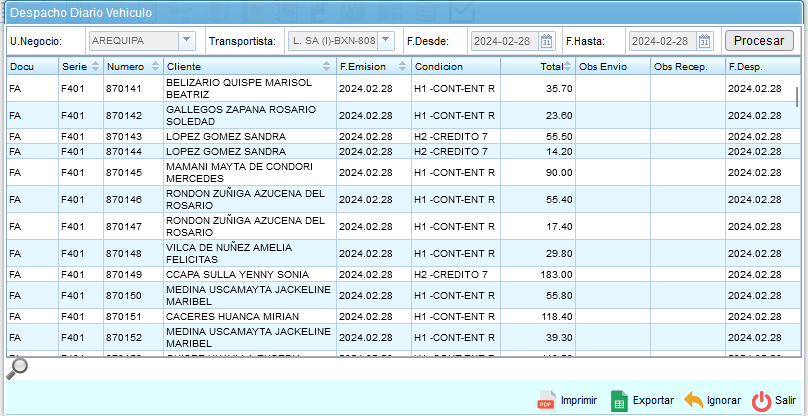 Despacho Diario Vehiculo
U.Negocio: AREQUIPA Transportista: L. SA (I)-BXN-808 F.Desde: 2024-02-28 F.Hasta: 2024-02-28 Procesar
Docu Serie Numero Cliente F.Emision Condicion Total Obs Envio Obs Recep. F.Desp.
FA F401 870141 BELIZARIO QUISPE MARISOL BEATRIZ 2024.02.28 H1 -CONT-ENT R 35.70 2024.02.28
FA F401 870142 GALLEGOS ZAPANA ROSARIO SOLEDAD 2024.02.28 H1 -CONT-ENT R 23.60 2024.02.28
FA F401 870143 LOPEZ GOMEZ SANDRA 2024.02.28 H2 -CREDITO 7 55.50 2024.02.28
FA F401 870144 LOPEZ GOMEZ SANDRA 2024.02.28 H2 -CREDITO 7 14.20 2024.02.28
FA F401 870145 MAMANI MAYTA DE CONDORI MERCEDES 2024.02.28 H1 -CONT-ENT R 90.00 2024.02.28
FA F401 870146 RONDON ZUÑIGA AZUCENA DEL ROSARIO 2024.02.28 H1 -CONT-ENT R 55.40 2024.02.28
FA F401 870147 RONDON ZUÑIGA AZUCENA DEL ROSARIO 2024.02.28 H1 -CONT-ENT R 17.40 2024.02.28
FA F401 870148 VILCA DE NUÑEZ AMELIA FELICITAS 2024.02.28 H1 -CONT-ENT R 29.80 2024.02.28
FA F401 870149 CCAPA SULLA YENNY SONIA 2024.02.28 H2 -CREDITO 7 183.00 2024.02.28
FA F401 870150 MEDINA USCAMAYTA JACKELINE MARIBEL 2024.02.28 H1 -CONT-ENT R 55.80 2024.02.28
FA F401 870151 CACERES HUANCA MIRIAN 2024.02.28 H1 -CONT-ENT R 118.40 2024.02.28
FA F401 870152 MEDINA USCAMAYTA JACKELINE MARIBEL 2024.02.28 H1 -CONT-ENT R 39.30 2024.02.28
PDF Imprimir Exportar Ignorar Salir